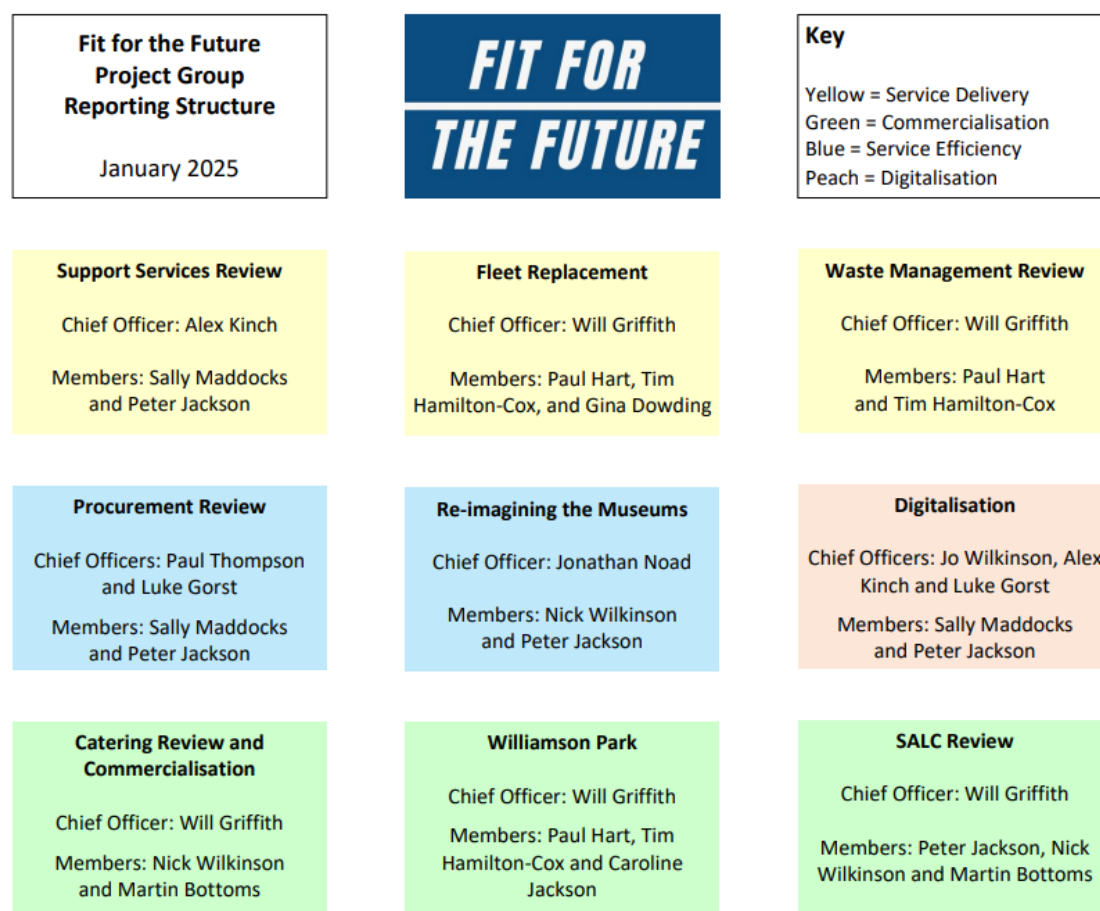 Fit for the Future
Project Group
Reporting Structure
January 2025
FIT FOR
THE FUTURE
Key
Yellow = Service Delivery
Green = Commercialisation
Blue = Service Efficiency
Peach = Digitalisation
Support Services Review
Chief Officer: Alex Kinch
Members: Sally Maddocks
and Peter Jackson
Fleet Replacement
Chief Officer: Will Griffith
Members: Paul Hart, Tim
Hamilton-Cox, and Gina Dowding
Waste Management Review
Chief Officer: Will Griffith
Members: Paul Hart
and Tim Hamilton-Cox
Procurement Review
Chief Officers: Paul Thompson
and Luke Gorst
Members: Sally Maddocks
and Peter Jackson
Re-imagining the Museums
Chief Officer: Jonathan Noad
Members: Nick Wilkinson
and Peter Jackson
Digitalisation
Chief Officers: Jo Wilkinson, Alex
Kinch and Luke Gorst
Members: Sally Maddocks
and Peter Jackson
Catering Review and
Commercialisation
Chief Officer: Will Griffith
Members: Nick Wilkinson
and Martin Bottoms
Williamson Park
Chief Officer: Will Griffith
Members: Paul Hart, Tim
Hamilton-Cox and Caroline
Jackson
SALC Review
Chief Officer: Will Griffith
Members: Peter Jackson, Nick
Wilkinson and Martin Bottoms